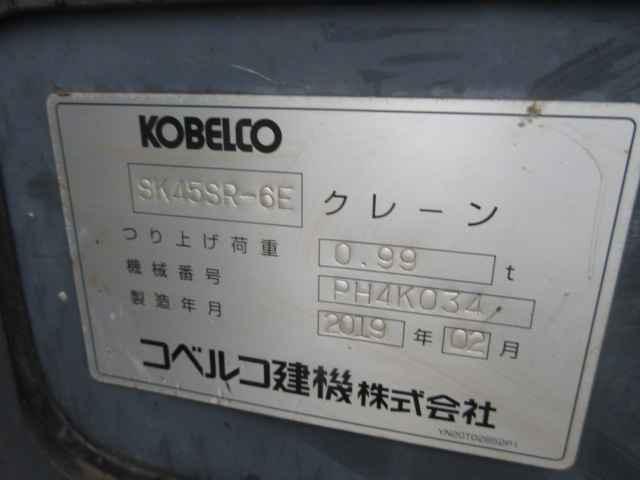 KOBELCO
SK45SR-6E クレーン
つり上げ荷重 0.99 t
機械番号 PH4K034
製造年月 2019 年 02 月
コベルコ建機株式会社
YN20T02852P1